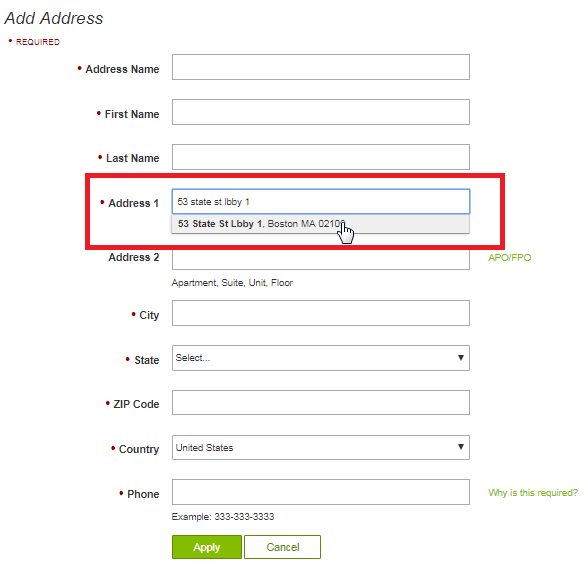 Add Address
• REQUIRED
• Address Name
• First Name
• Last Name
• Address 1 53 state st lbby 1
53 State St Lbby 1, Boston MA
Address 2 APO/FPO
Apartment, Suite, Unit, Floor
• City
• State Select... ▼
• ZIP Code
• Country United States ▼
• Phone Why is this required?
Example: 333-333-3333
Apply Cancel